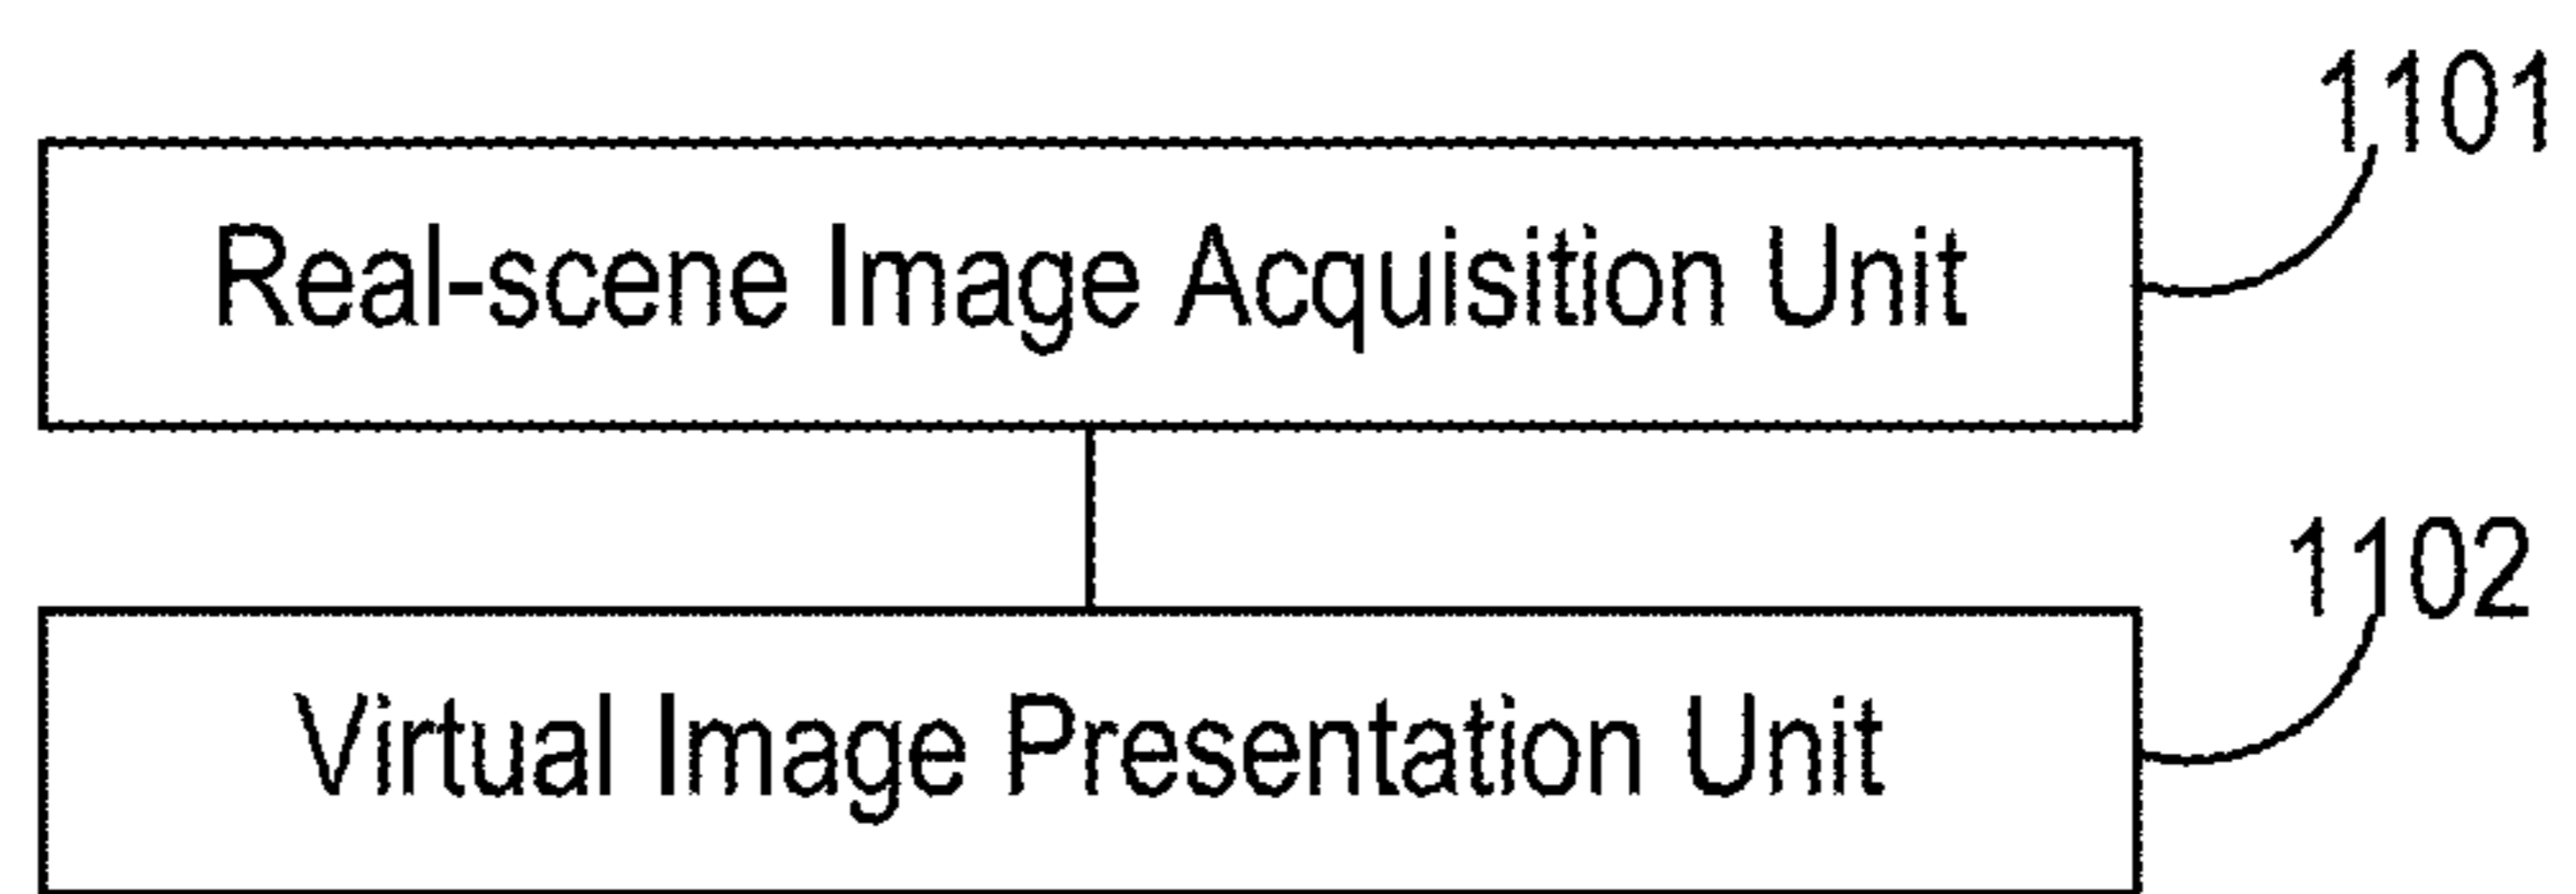 1101
Real-scene Image Acquisition Unit
1102
Virtual Image Presentation Unit